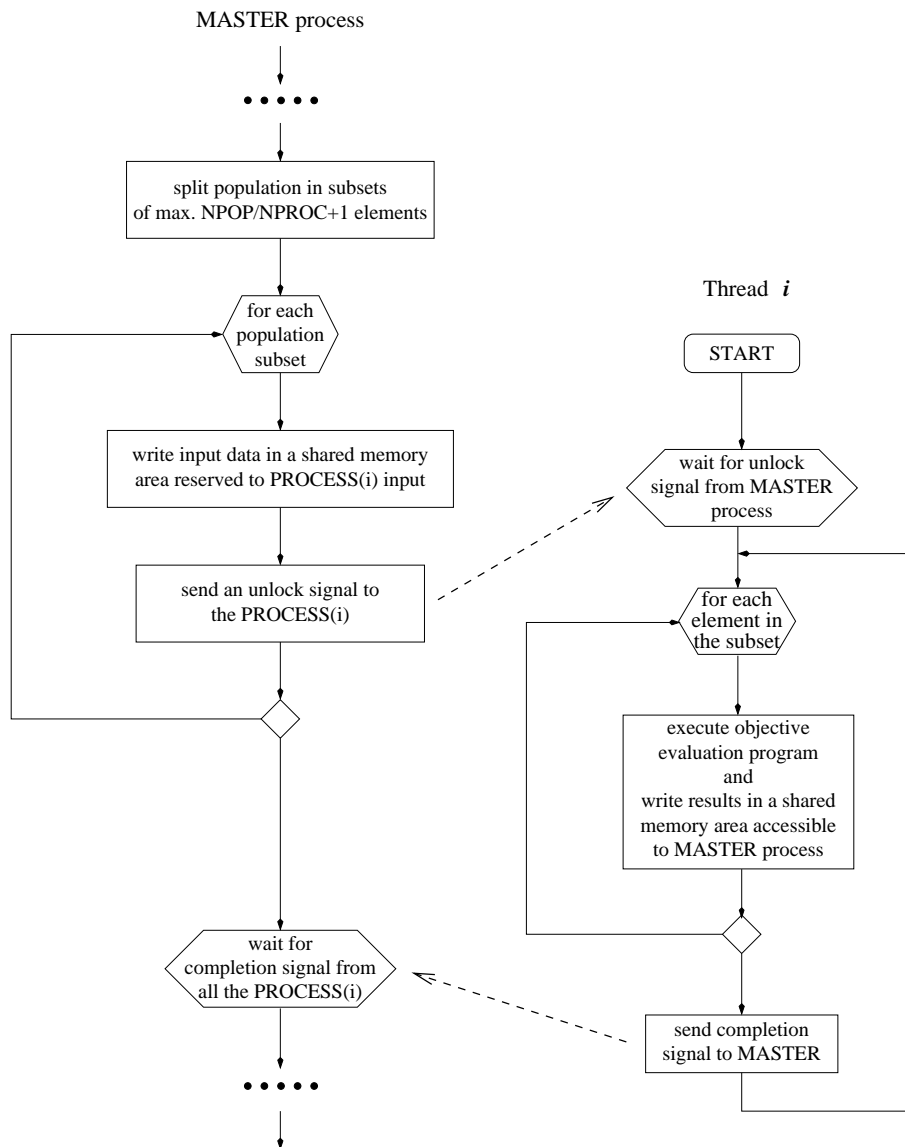 MASTER process
split population in subsets
of max. NPOP/NPROC+1 elements
for each
population
subset
write input data in a shared memory
area reserved to PROCESS(i) input
send an unlock signal to
the PROCESS(i)
wait for
completion signal from
all the PROCESS(i)
Thread i
START
wait for unlock
signal from MASTER
process
for each
element in
the subset
execute objective
evaluation program
and
write results in a shared
memory area accessible
to MASTER process
send completion
signal to MASTER